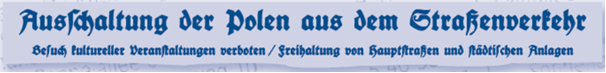 Ausschaltung der Polen aus dem Straßenverkehr
Besuch kultureller Veranstaltungen verboten / Freihaltung von Hauptstraßen und städtischen Anlagen